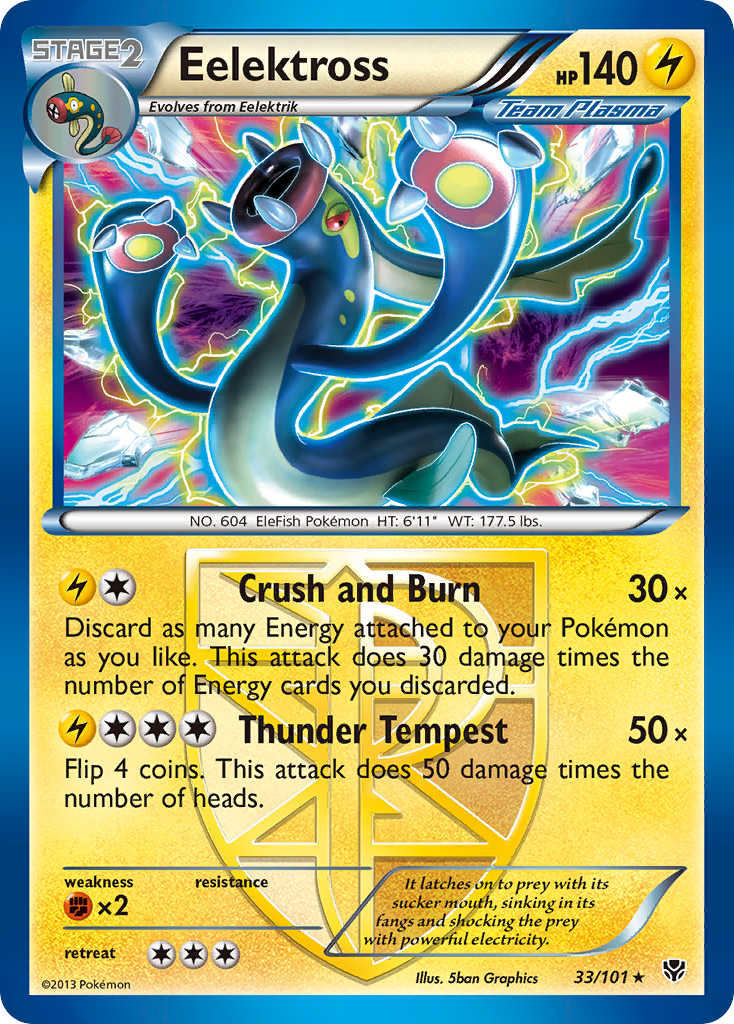 STAGE2
Eelektross
HP140
Evolves from Eelektrik
Team Plasma
NO. 604 EleFish Pokémon HT: 6'11" WT: 177.5 lbs.
Crush and Burn 30×
Discard as many Energy attached to your Pokémon
as you like. This attack does 30 damage times the
number of Energy cards you discarded.
Thunder Tempest 50×
Flip 4 coins. This attack does 50 damage times the
number of heads.
weakness resistance
×2
retreat
It latches on to prey with its
sucker mouth, sinking in its
fangs and shocking the prey
with powerful electricity.
©2013 Pokémon
Illus. 5ban Graphics 33/101 ★